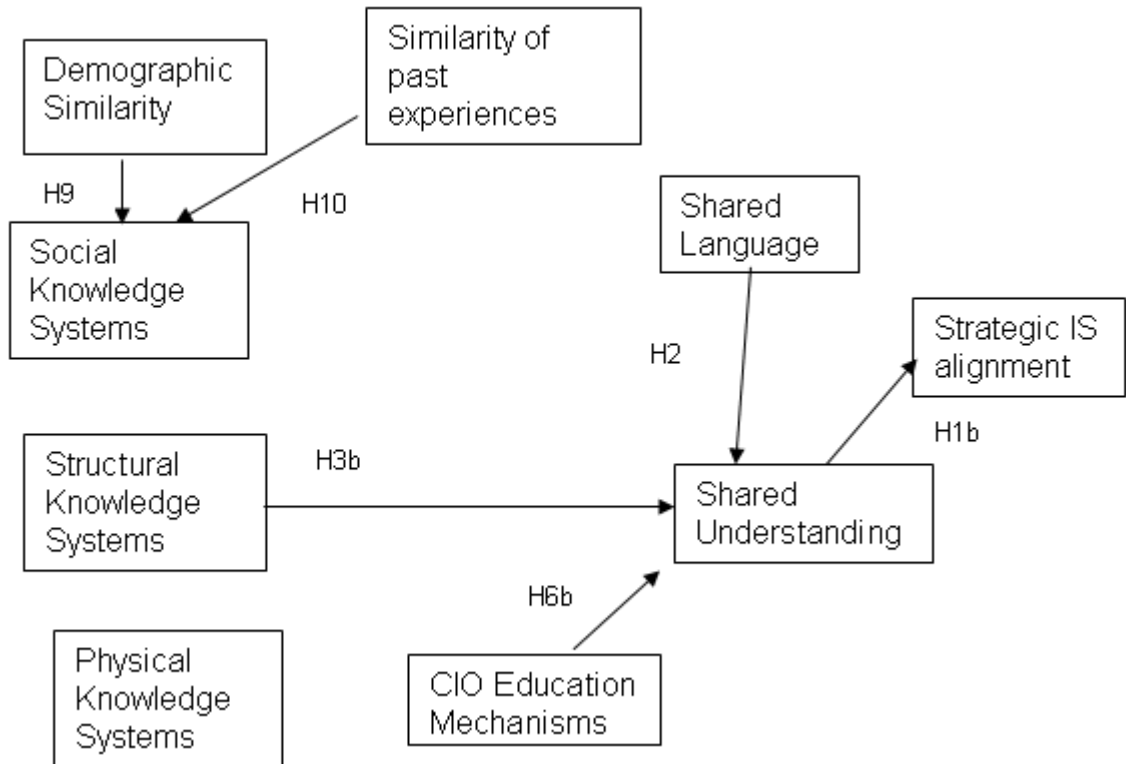 Demographic
Similarity
Similarity of
past
experiences
H9
H10
Social
Knowledge
Systems
Shared
Language
H2
Strategic IS
alignment
H1b
Structural
Knowledge
Systems
H3b
Shared
Understanding
H6b
Physical
Knowledge
Systems
CIO Education
Mechanisms